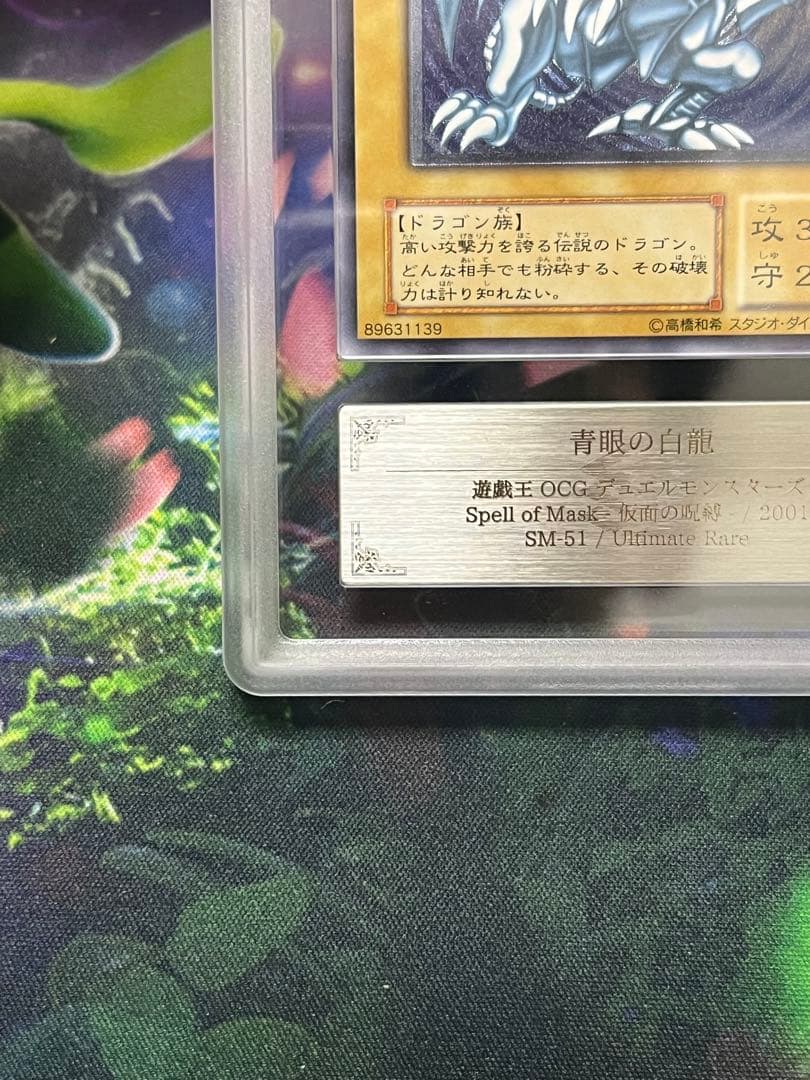 【ドラゴン族】
高い攻撃力を誇る伝説のドラゴン。
どんな相手でも粉砕する、その破壊
力は計り知れない。
攻 3
守 2
89631139
©高橋和希 スタジオ・ダイ
青眼の白龍
遊戯王 OCG デュエルモンスターズ
Spell of Mask - 仮面の呪縛 - / 2001
SM-51 / Ultimate Rare